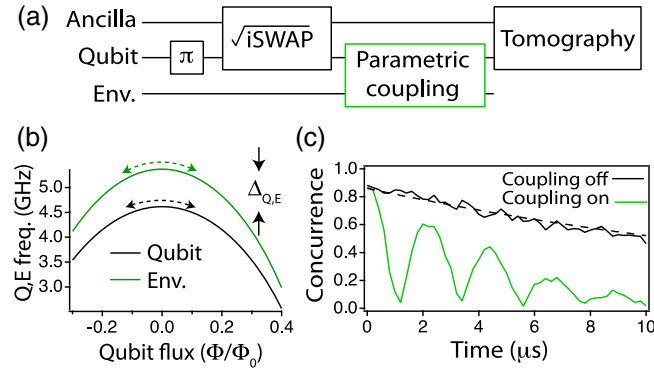 (a)
Ancilla
Qubit
Env.
π
√iSWAP
Parametric
coupling
Tomography
(b)
Q,E freq. (GHz)
5.0
4.5
4.0
3.5
3.0
Δ_Q,E
Qubit
Env.
0.0
0.2
0.4
-0.2
Qubit flux (Φ/Φ₀)
(c)
Concurrence
1.0
0.8
0.6
0.4
0.2
0.0
Coupling off
Coupling on
0
2
4
6
8
10
Time (μs)